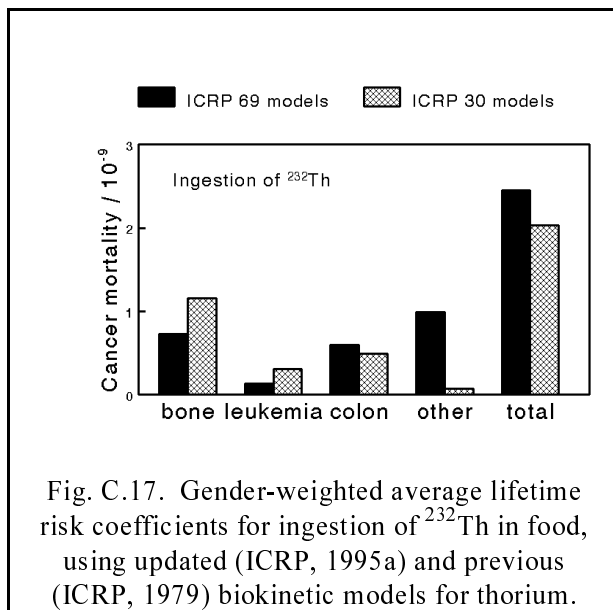 ICRP 69 models
ICRP 30 models
3
Ingestion of ²³²Th
2
1
0
Cancer mortality / 10⁻⁹
bone leukemia colon other total
Fig. C.17. Gender-weighted average lifetime
risk coefficients for ingestion of ²³²Th in food,
using updated (ICRP, 1995a) and previous
(ICRP, 1979) biokinetic models for thorium.